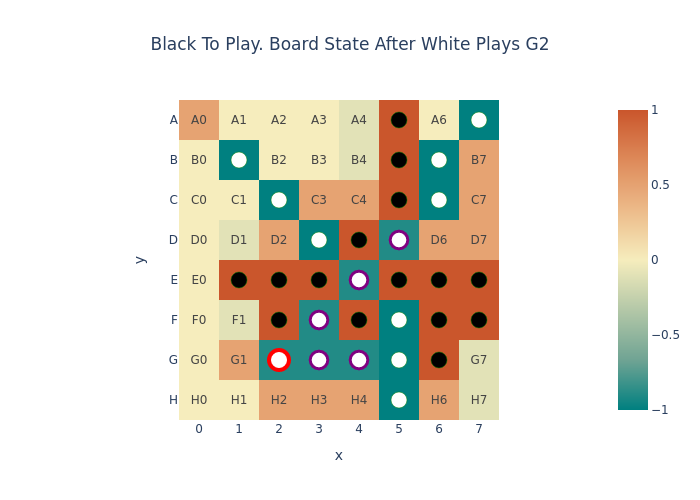 Black To Play. Board State After White Plays G2
A A0 A1 A2 A3 A4 A6 1
B B0 B2 B3 B4 B7 0.5
C C0 C1 C3 C4 C7
D D0 D1 D2 D6 D7
y E E0 0
F F0 F1 −0.5
G G0 G1 G7
H H0 H1 H2 H3 H4 H6 H7 −1
0 1 2 3 4 5 6 7
x